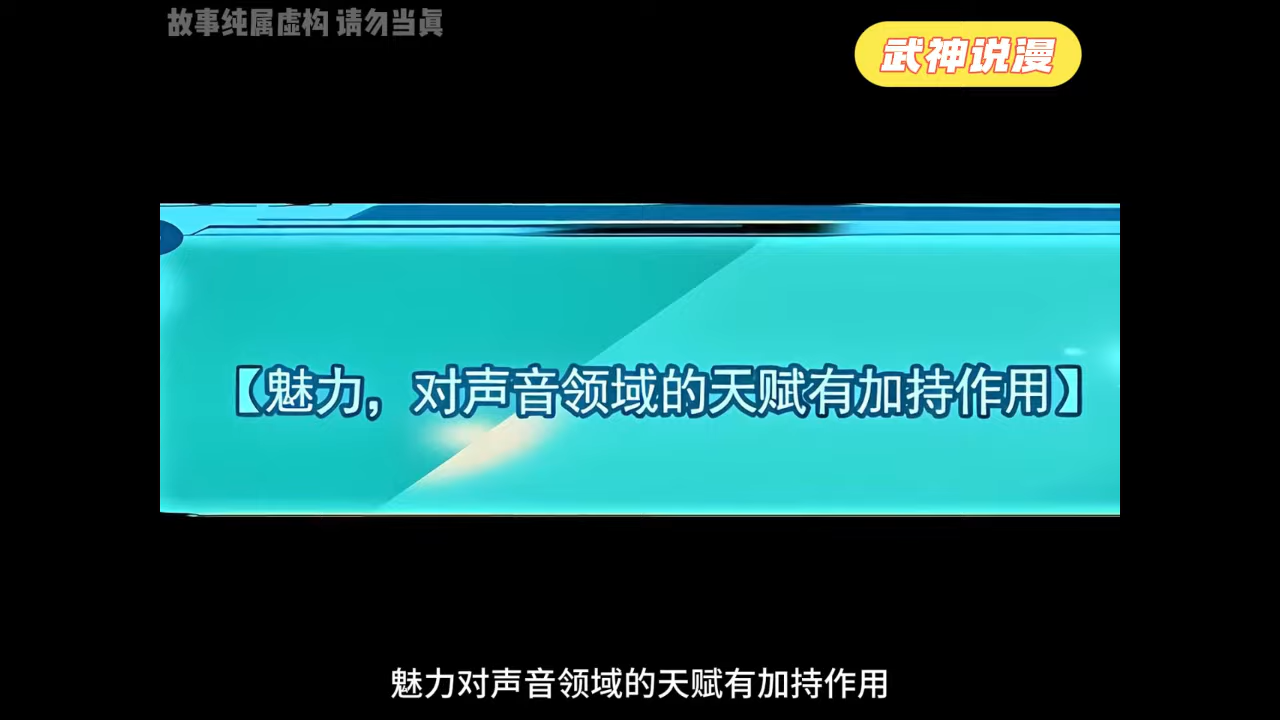 故事纯属虚构 请勿当真
武神说漫
【魅力，对声音领域的天赋有加持作用】
魅力对声音领域的天赋有加持作用